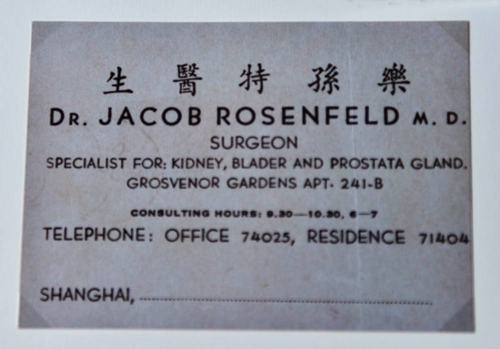 生醫特孫樂
DR. JACOB ROSENFELD M. D.
SURGEON
SPECIALIST FOR: KIDNEY, BLADER AND PROSTATA GLAND.
GROSVENOR GARDENS APT. 241-B
CONSULTING HOURS: 9.30—10.30, 6—7
TELEPHONE: OFFICE 74025, RESIDENCE 71404
SHANGHAI,